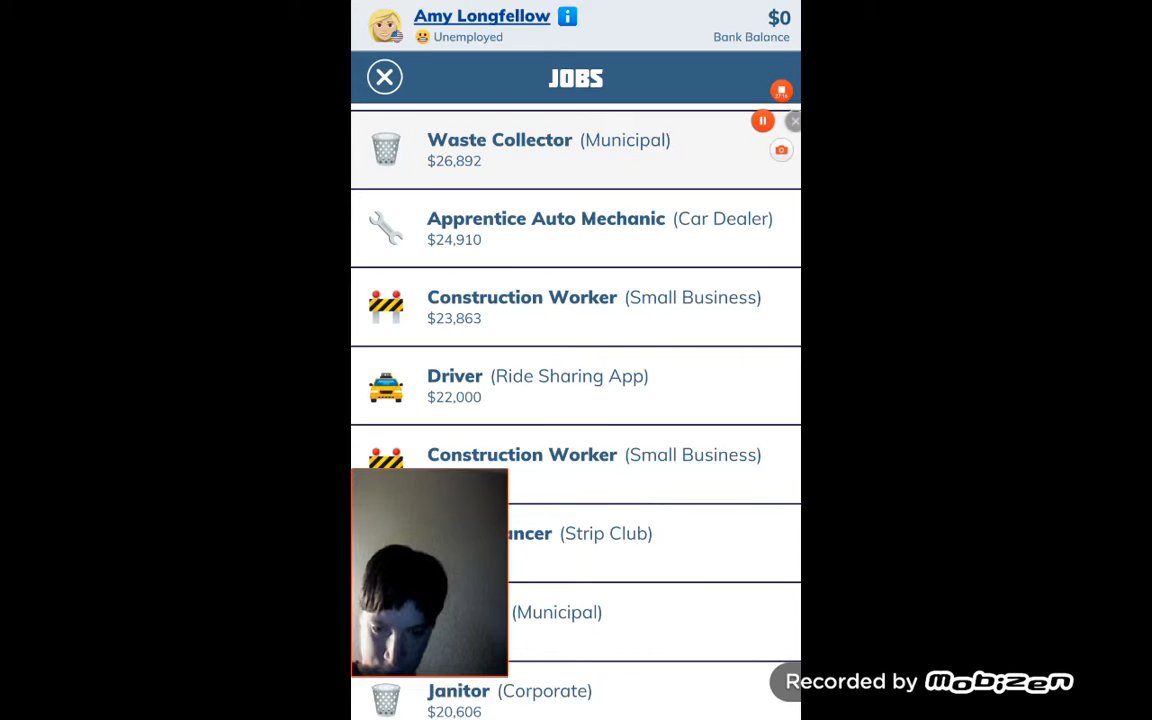 Amy Longfellow
Unemployed
$0
Bank Balance
JOBS
Waste Collector (Municipal)
$26,892
Apprentice Auto Mechanic (Car Dealer)
$24,910
Construction Worker (Small Business)
$23,863
Driver (Ride Sharing App)
$22,000
Construction Worker (Small Business)
(Strip Club)
(Municipal)
Janitor (Corporate)
$20,606
Recorded by mobizen